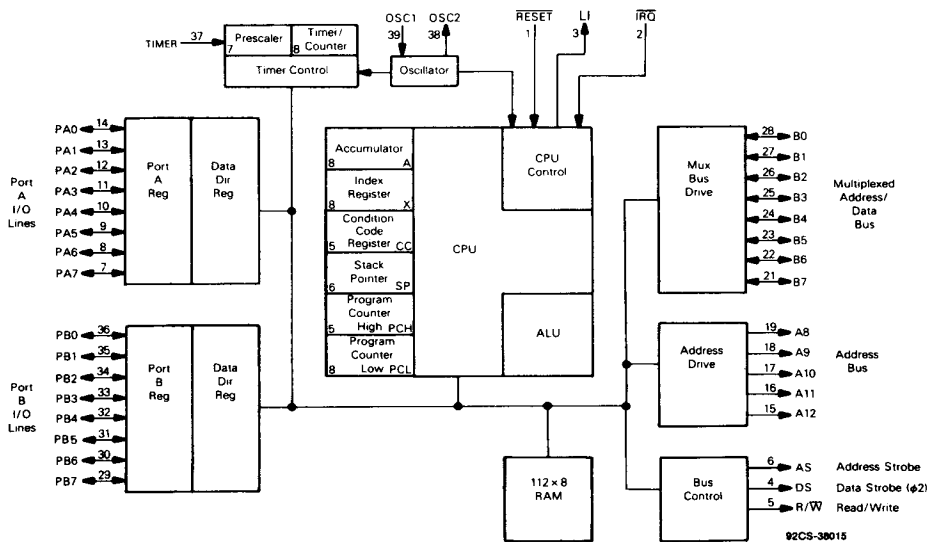 OSC1 OSC2 RESET LI IRQ
39 38 1 3 2
TIMER 37
Prescaler
7
Timer/
Counter
8
Timer Control
Oscillator
Port
A
I/O
Lines
PA0 14
PA1 13
PA2 12
PA3 11
PA4 10
PA5 9
PA6 8
PA7 7
Port
A
Reg
Data
Dir
Reg
Accumulator
8 A
Index
Register
8 X
Condition
Code
Register
5 CC
Stack
Pointer
6 SP
Program
Counter
High
5 PCH
Program
Counter
Low
8 PCL
CPU
CPU
Control
ALU
Mux
Bus
Drive
28 B0
27 B1
26 B2
25 B3
24 B4
23 B5
22 B6
21 B7
Multiplexed
Address/
Data
Bus
Port
B
I/O
Lines
PB0 36
PB1 35
PB2 34
PB3 33
PB4 32
PB5 31
PB6 30
PB7 29
Port
B
Reg
Data
Dir
Reg
Address
Drive
19 A8
18 A9
17 A10
16 A11
15 A12
Address
Bus
112 × 8
RAM
Bus
Control
6 AS Address Strobe
4 DS Data Strobe (ϕ2)
5 R/W Read/Write
92CS-38015